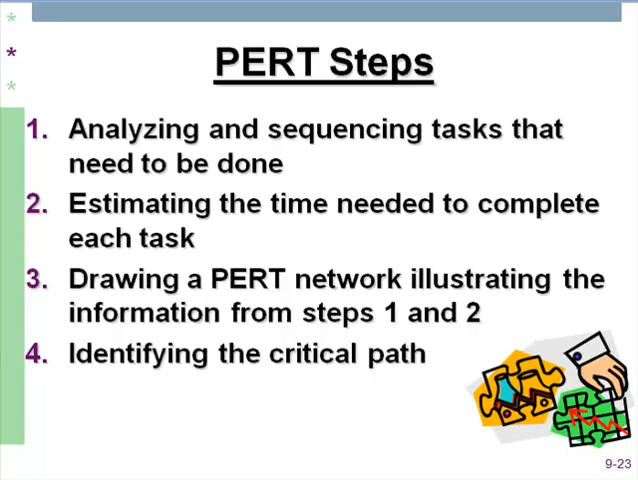 *
*
*
PERT Steps
1. Analyzing and sequencing tasks that
need to be done
2. Estimating the time needed to complete
each task
3. Drawing a PERT network illustrating the
information from steps 1 and 2
4. Identifying the critical path
9-23